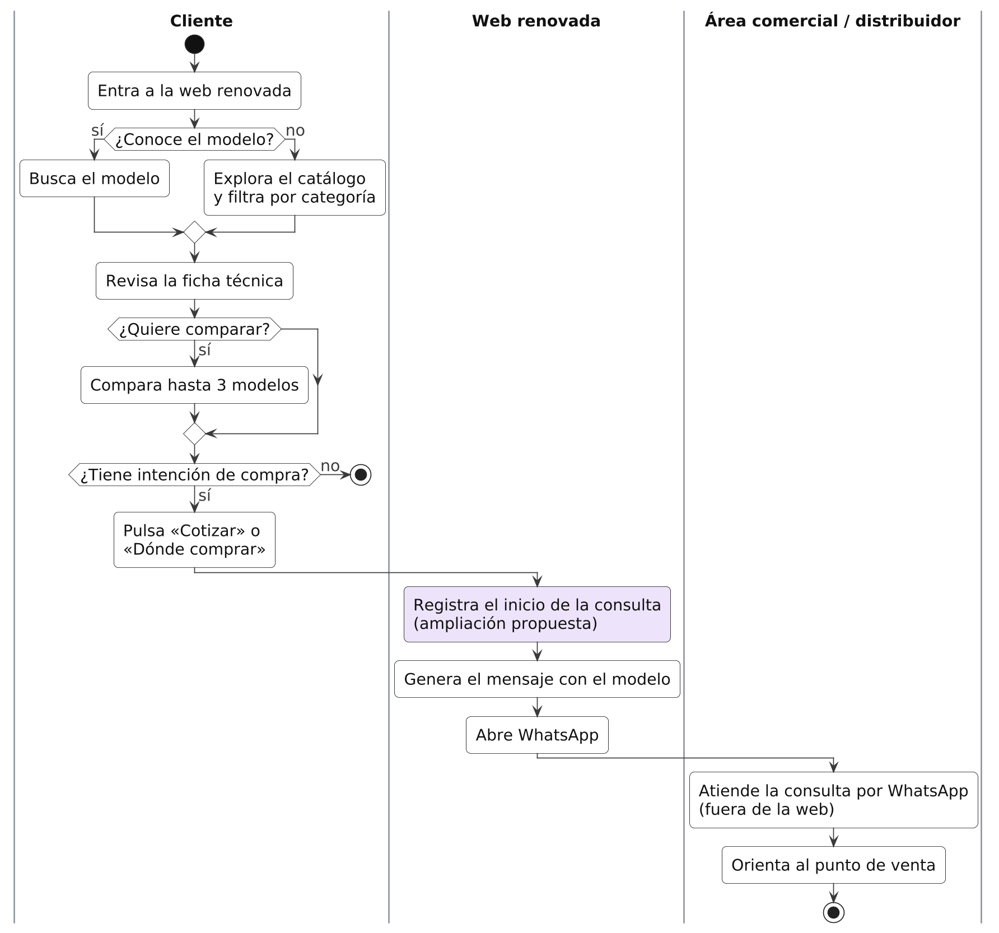 Cliente
Web renovada
Área comercial / distribuidor
Entra a la web renovada
sí
¿Conoce el modelo?
no
Busca el modelo
Explora el catálogo
y filtra por categoría
Revisa la ficha técnica
¿Quiere comparar?
sí
Compara hasta 3 modelos
¿Tiene intención de compra?
no
sí
Pulsa «Cotizar» o
«Dónde comprar»
Registra el inicio de la consulta
(ampliación propuesta)
Genera el mensaje con el modelo
Abre WhatsApp
Atiende la consulta por WhatsApp
(fuera de la web)
Orienta al punto de venta